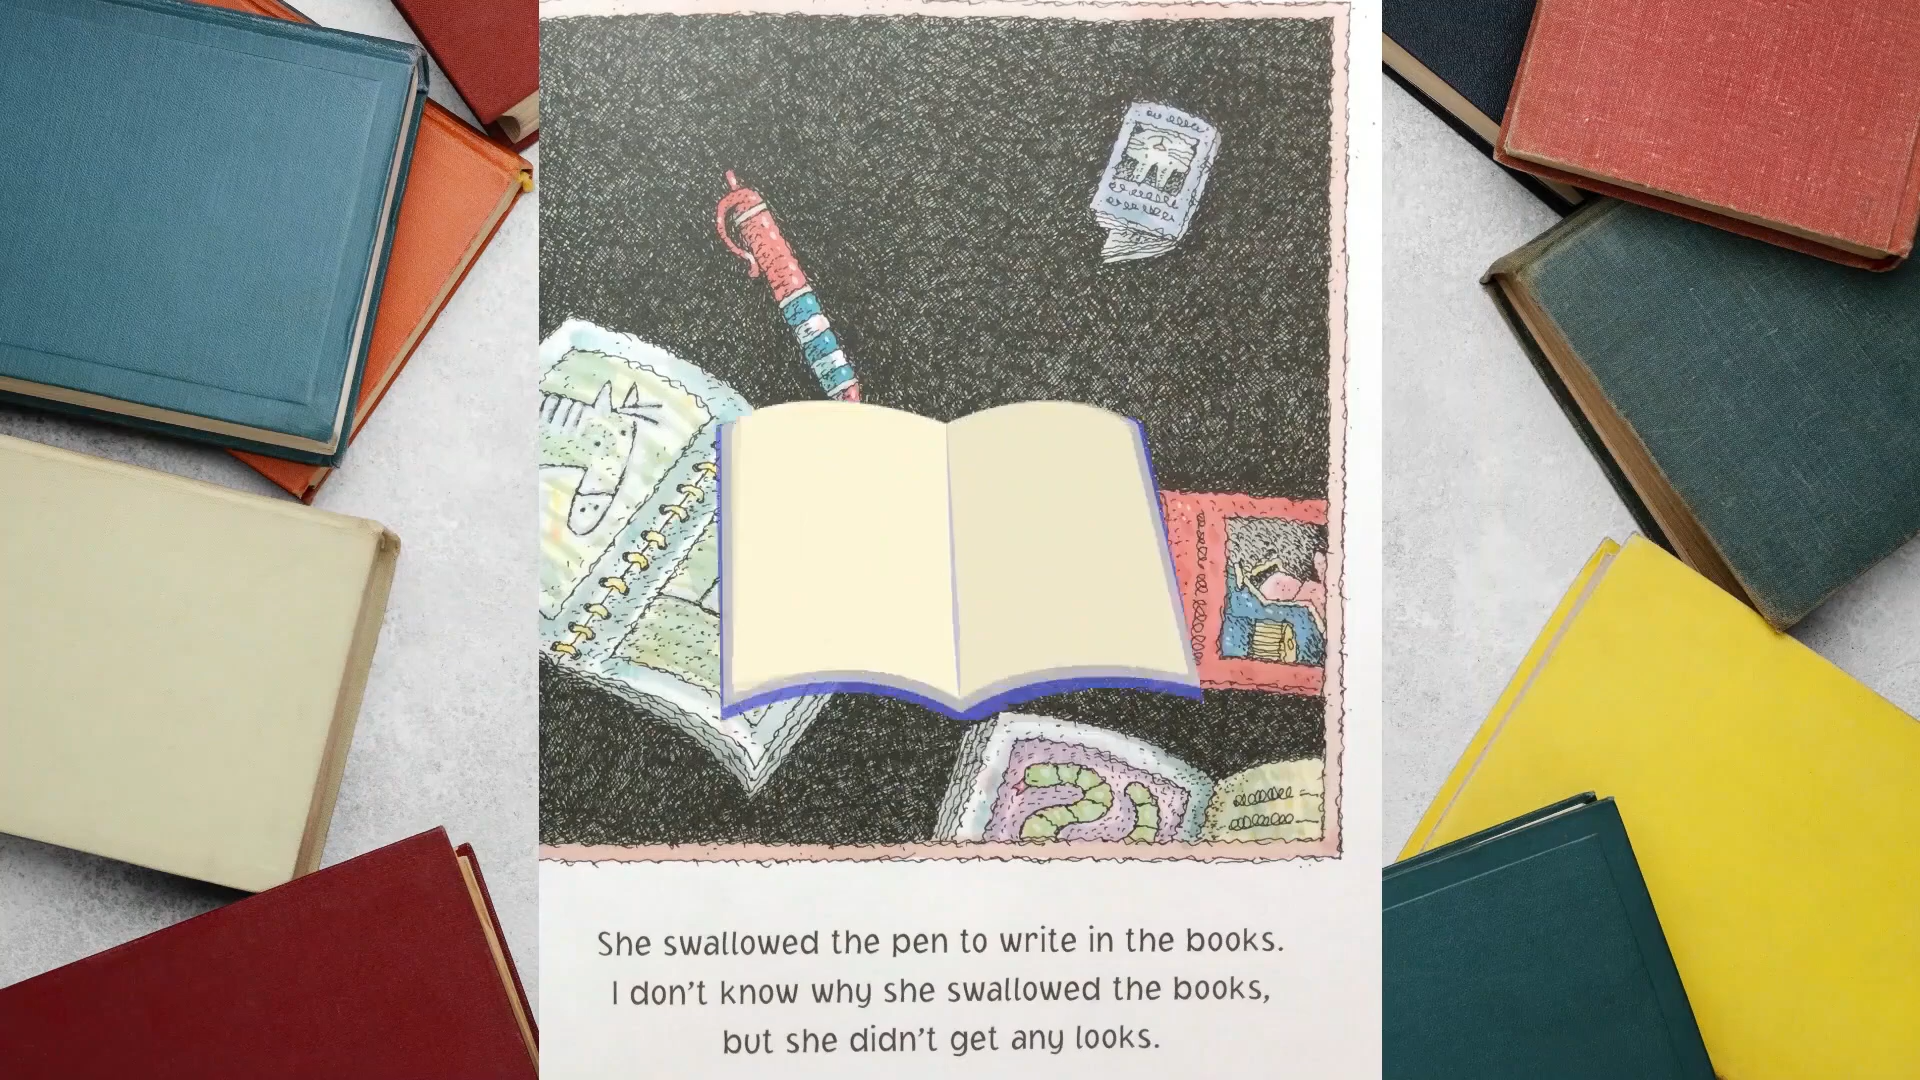 She swallowed the pen to write in the books.
I don't know why she swallowed the books,
but she didn't get any looks.